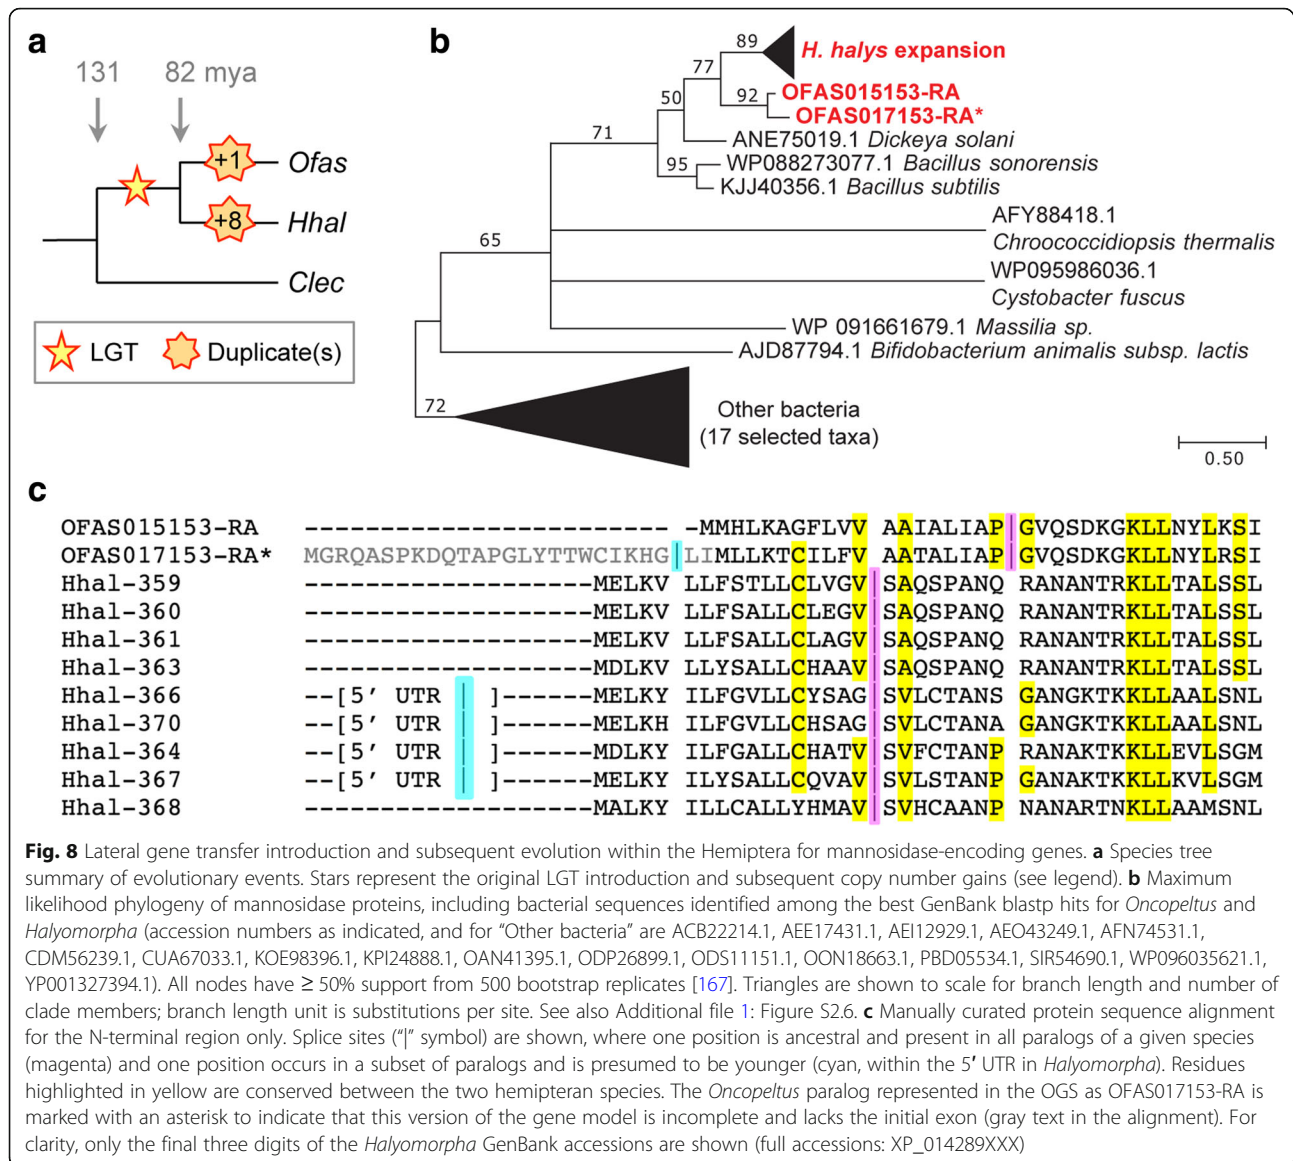 a
131
82 mya
+1
Ofas
+8
Hhal
Clec
LGT
Duplicate(s)
b
89
H. halys expansion
77
92
OFAS015153-RA
OFAS017153-RA*
50
ANE75019.1 Dickeya solani
71
95
WP088273077.1 Bacillus sonorensis
KJJ40356.1 Bacillus subtilis
AFY88418.1
Chroococcidiopsis thermalis
65
WP095986036.1
Cystobacter fuscus
WP 091661679.1 Massilia sp.
AJD87794.1 Bifidobacterium animalis subsp. lactis
72
Other bacteria
(17 selected taxa)
0.50
c
OFAS015153-RA ------------------------ -MMHLKAGFLVV AAIALIAP|GVQSDKGKLLNYLKSI
OFAS017153-RA* MGRQASPKDQTAPGLYTTWCIKHG|LIMLLKTCILFV AATALIAP|GVQSDKGKLLNYLRSI
Hhal-359 -------------------MELKV LLFSTLLCLVGV|SAQSPANQ RANANTRKLLTALSSL
Hhal-360 -------------------MELKV LLFSALLCLEGV|SAQSPANQ RANANTRKLLTALSSL
Hhal-361 -------------------MELKV LLFSALLCLAGV|SAQSPANQ RANANTRKLLTALSSL
Hhal-363 -------------------MDLKV LLYSALLCHAAV|SAQSPANQ RANANTRKLLTALSSL
Hhal-366 --[5′ UTR | ]------MELKY ILFGVLLCYSAG|SVLCTANS GANGKTKKLLAALSNL
Hhal-370 --[5′ UTR | ]------MELKH ILFGVLLCHSAG|SVLCTANA GANGKTKKLLAALSNL
Hhal-364 --[5′ UTR | ]------MDLKY ILFGALLCHATV|SVFCTANP RANAKTKKLLEVLSGM
Hhal-367 --[5′ UTR | ]------MELKY ILYSALLCQVAV|SVLSTANP GANAKTKKLLKVLSGM
Hhal-368 -------------------MALKY ILLCALLYHMAV|SVHCAANP NANARTNKLLAAMSNL
Fig. 8 Lateral gene transfer introduction and subsequent evolution within the Hemiptera for mannosidase-encoding genes. a Species tree
summary of evolutionary events. Stars represent the original LGT introduction and subsequent copy number gains (see legend). b Maximum
likelihood phylogeny of mannosidase proteins, including bacterial sequences identified among the best GenBank blastp hits for Oncopeltus and
Halyomorpha (accession numbers as indicated, and for “Other bacteria” are ACB22214.1, AEE17431.1, AEI12929.1, AEO43249.1, AFN74531.1,
CDM56239.1, CUA67033.1, KOE98396.1, KPI24888.1, OAN41395.1, ODP26899.1, ODS11151.1, OON18663.1, PBD05534.1, SIR54690.1, WP096035621.1,
YP001327394.1). All nodes have ≥ 50% support from 500 bootstrap replicates [167]. Triangles are shown to scale for branch length and number of
clade members; branch length unit is substitutions per site. See also Additional file 1: Figure S2.6. c Manually curated protein sequence alignment
for the N-terminal region only. Splice sites (“|” symbol) are shown, where one position is ancestral and present in all paralogs of a given species
(magenta) and one position occurs in a subset of paralogs and is presumed to be younger (cyan, within the 5′ UTR in Halyomorpha). Residues
highlighted in yellow are conserved between the two hemipteran species. The Oncopeltus paralog represented in the OGS as OFAS017153-RA is
marked with an asterisk to indicate that this version of the gene model is incomplete and lacks the initial exon (gray text in the alignment). For
clarity, only the final three digits of the Halyomorpha GenBank accessions are shown (full accessions: XP_014289XXX)